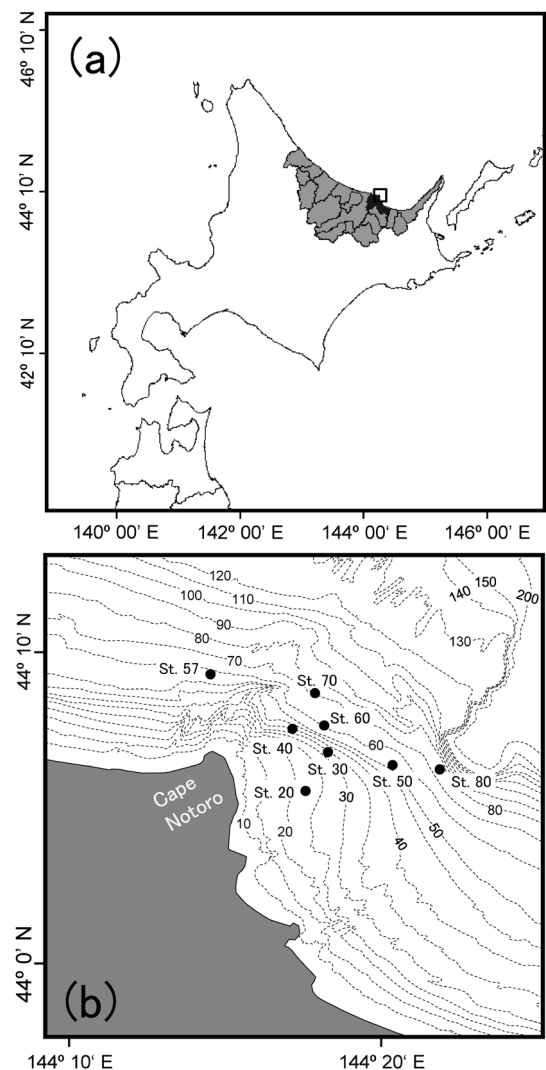 (a)
46º 10' N
44º 10' N
42º 10' N
140º 00' E
142º 00' E
144º 00' E
146º 00' E
120
100
110
90
80
70
140
150
200
130
44º 10' N
St. 57
St. 70
St. 60
St. 40
60
St. 30
St. 50
St. 80
Cape
Notoro
St. 20
30
80
10
20
50
40
44º 0' N
(b)
144º 10' E
144º 20' E